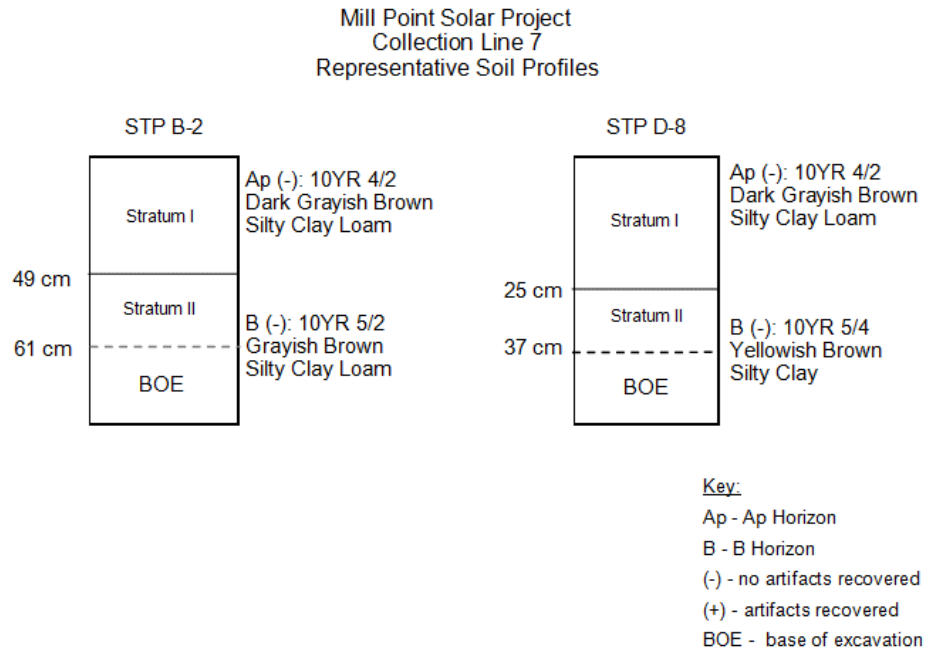 Mill Point Solar Project
Collection Line 7
Representative Soil Profiles
STP B-2
Stratum I
Ap (-): 10YR 4/2
Dark Grayish Brown
Silty Clay Loam
49 cm
Stratum II
B (-): 10YR 5/2
Grayish Brown
Silty Clay Loam
61 cm
BOE
STP D-8
Stratum I
Ap (-): 10YR 4/2
Dark Grayish Brown
Silty Clay Loam
25 cm
Stratum II
B (-): 10YR 5/4
Yellowish Brown
Silty Clay
37 cm
BOE
Key:
Ap - Ap Horizon
B - B Horizon
(-) - no artifacts recovered
(+) - artifacts recovered
BOE - base of excavation